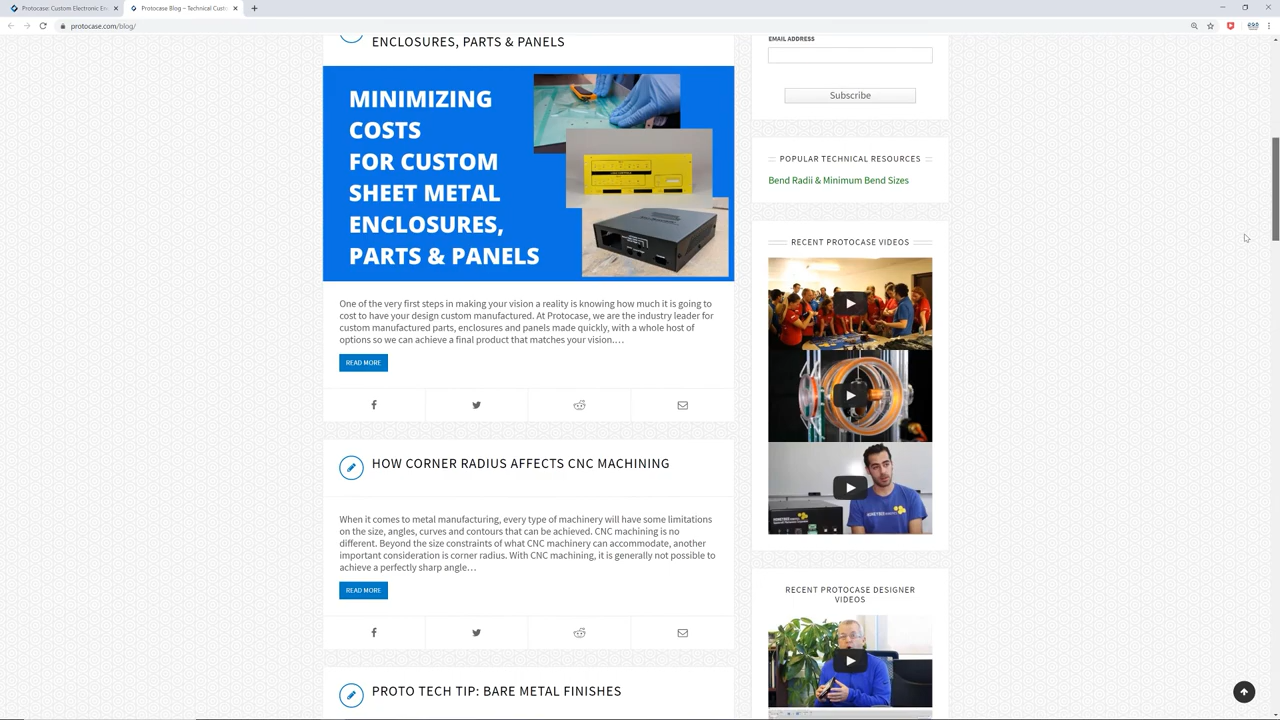 Protocase: Custom Electronic En
Protocase Blog – Technical Cust
protocase.com/blog/
ENCLOSURES, PARTS & PANELS
MINIMIZING
COSTS
FOR CUSTOM
SHEET METAL
ENCLOSURES,
PARTS & PANELS
One of the very first steps in making your vision a reality is knowing how much it is going to
cost to have your design custom manufactured. At Protocase, we are the industry leader for
custom manufactured parts, enclosures and panels made quickly, with a whole host of
options so we can achieve a final product that matches your vision.…
READ MORE
HOW CORNER RADIUS AFFECTS CNC MACHINING
When it comes to metal manufacturing, every type of machinery will have some limitations
on the size, angles, curves and contours that can be achieved. CNC machining is no
different. Beyond the size constraints of what CNC machinery can accommodate, another
important consideration is corner radius. With CNC machining, it is generally not possible to
achieve a perfectly sharp angle…
READ MORE
PROTO TECH TIP: BARE METAL FINISHES
EMAIL ADDRESS
Subscribe
POPULAR TECHNICAL RESOURCES
Bend Radii & Minimum Bend Sizes
RECENT PROTOCASE VIDEOS
RECENT PROTOCASE DESIGNER
VIDEOS